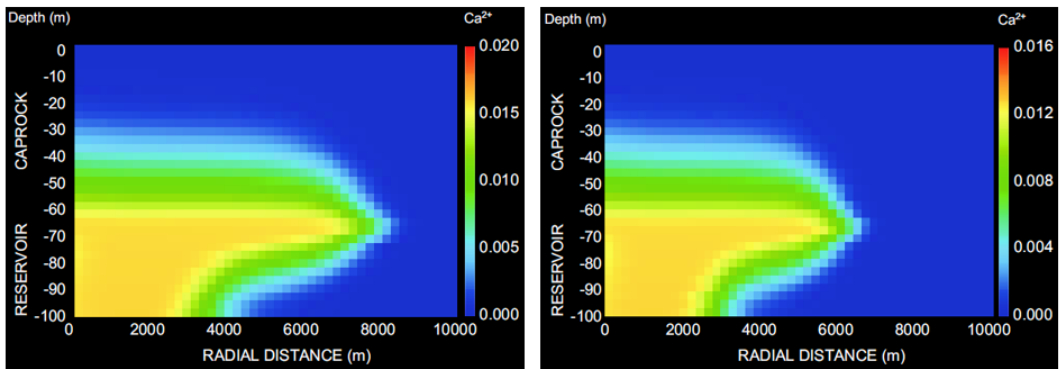 Depth (m)
Ca²⁺
0
-10
-20
-30
-40
-50
-60
-70
-80
-90
-100
CAPROCK
RESERVOIR
0.020
0.015
0.010
0.005
0.000
0 2000 4000 6000 8000 10000
RADIAL DISTANCE (m)
Depth (m)
Ca²⁺
0
-10
-20
-30
-40
-50
-60
-70
-80
-90
-100
CAPROCK
RESERVOIR
0.016
0.012
0.008
0.004
0.000
0 2000 4000 6000 8000 10000
RADIAL DISTANCE (m)